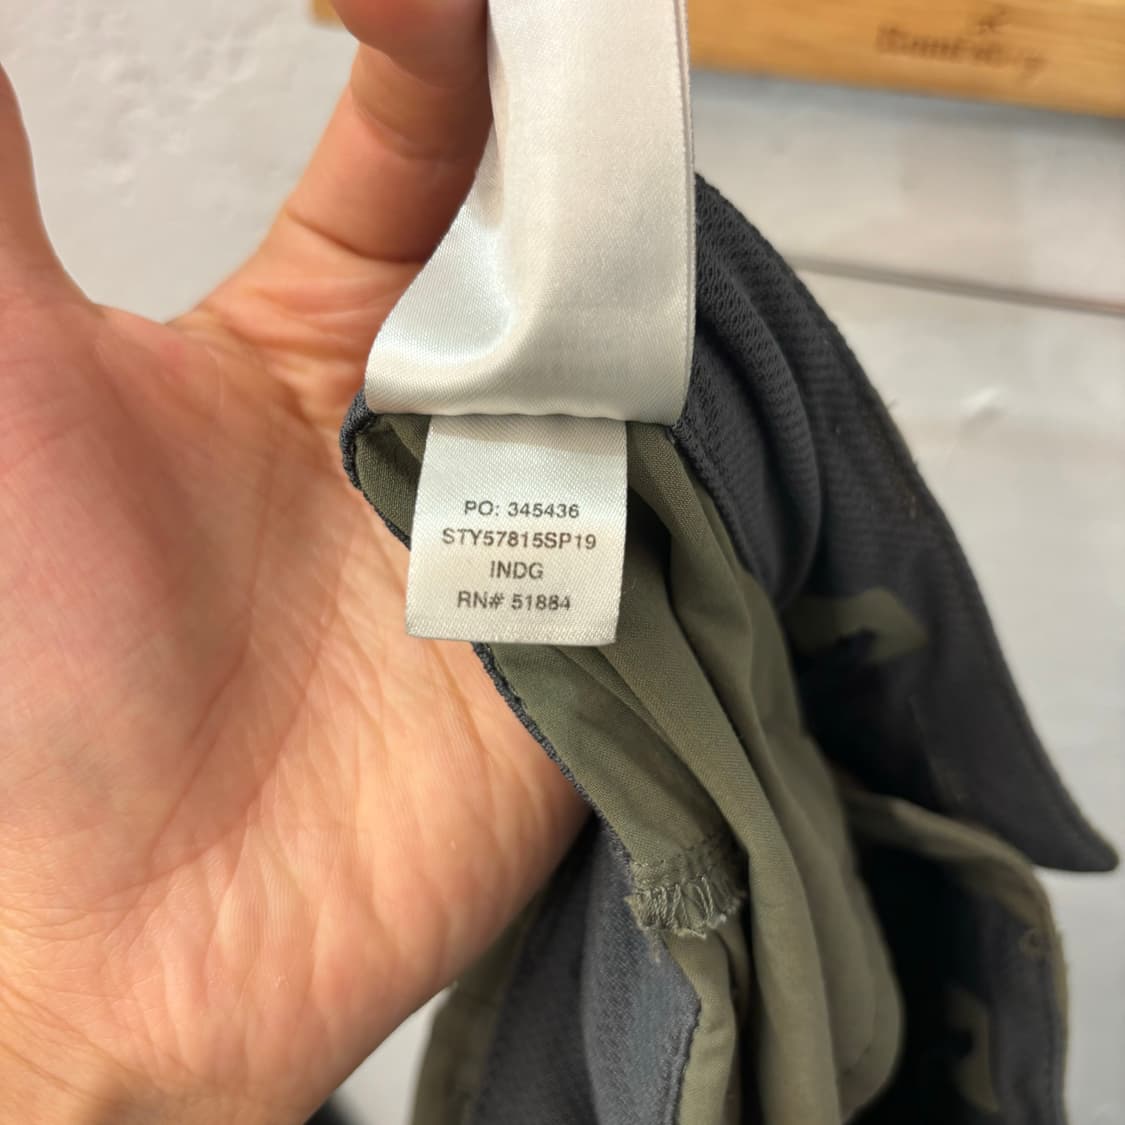 PO: 345436
STY57815SP19
INDG
RN# 51884